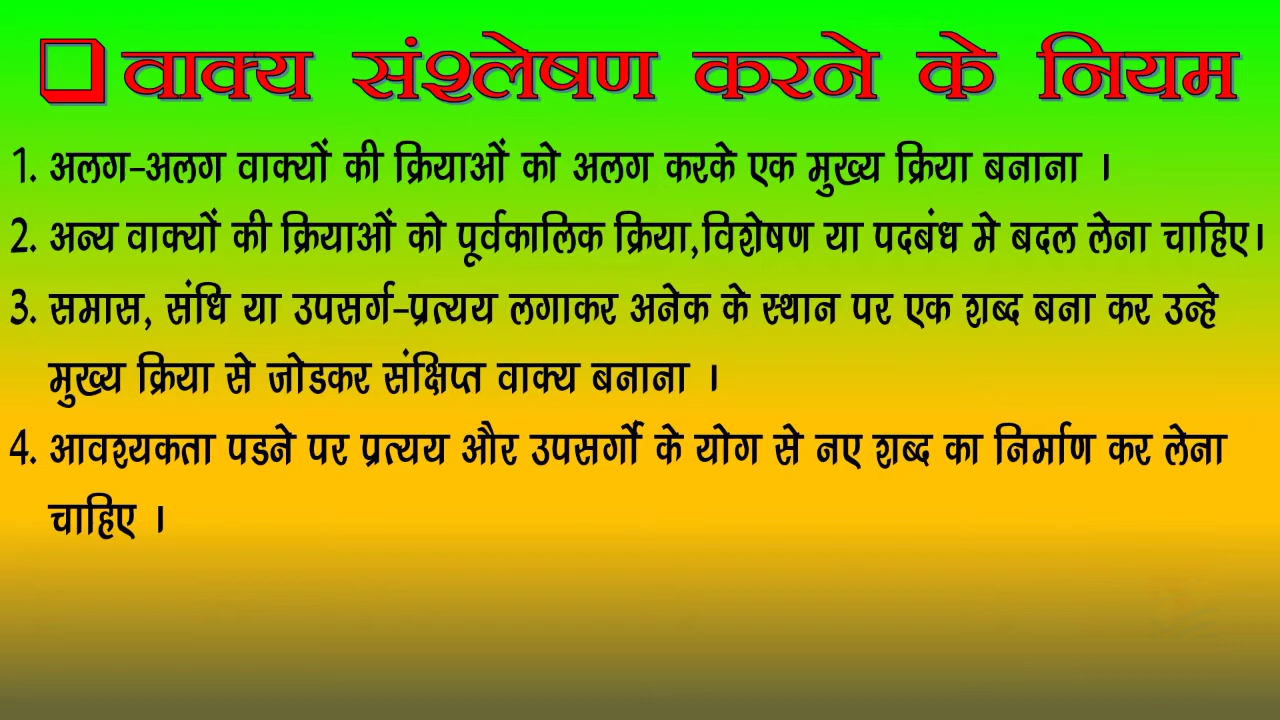 ❑ वाक्य संश्लेषण करने के नियम
1. अलग-अलग वाक्यों की क्रियाओं को अलग करके एक मुख्य क्रिया बनाना ।
2. अन्य वाक्यों की क्रियाओं को पूर्वकालिक क्रिया,विशेषण या पदबंध मे बदल लेना चाहिए।
3. समास, संधि या उपसर्ग-प्रत्यय लगाकर अनेक के स्थान पर एक शब्द बना कर उन्हे
मुख्य क्रिया से जोडकर संक्षिप्त वाक्य बनाना ।
4. आवश्यकता पडने पर प्रत्यय और उपसर्गों के योग से नए शब्द का निर्माण कर लेना
चाहिए ।